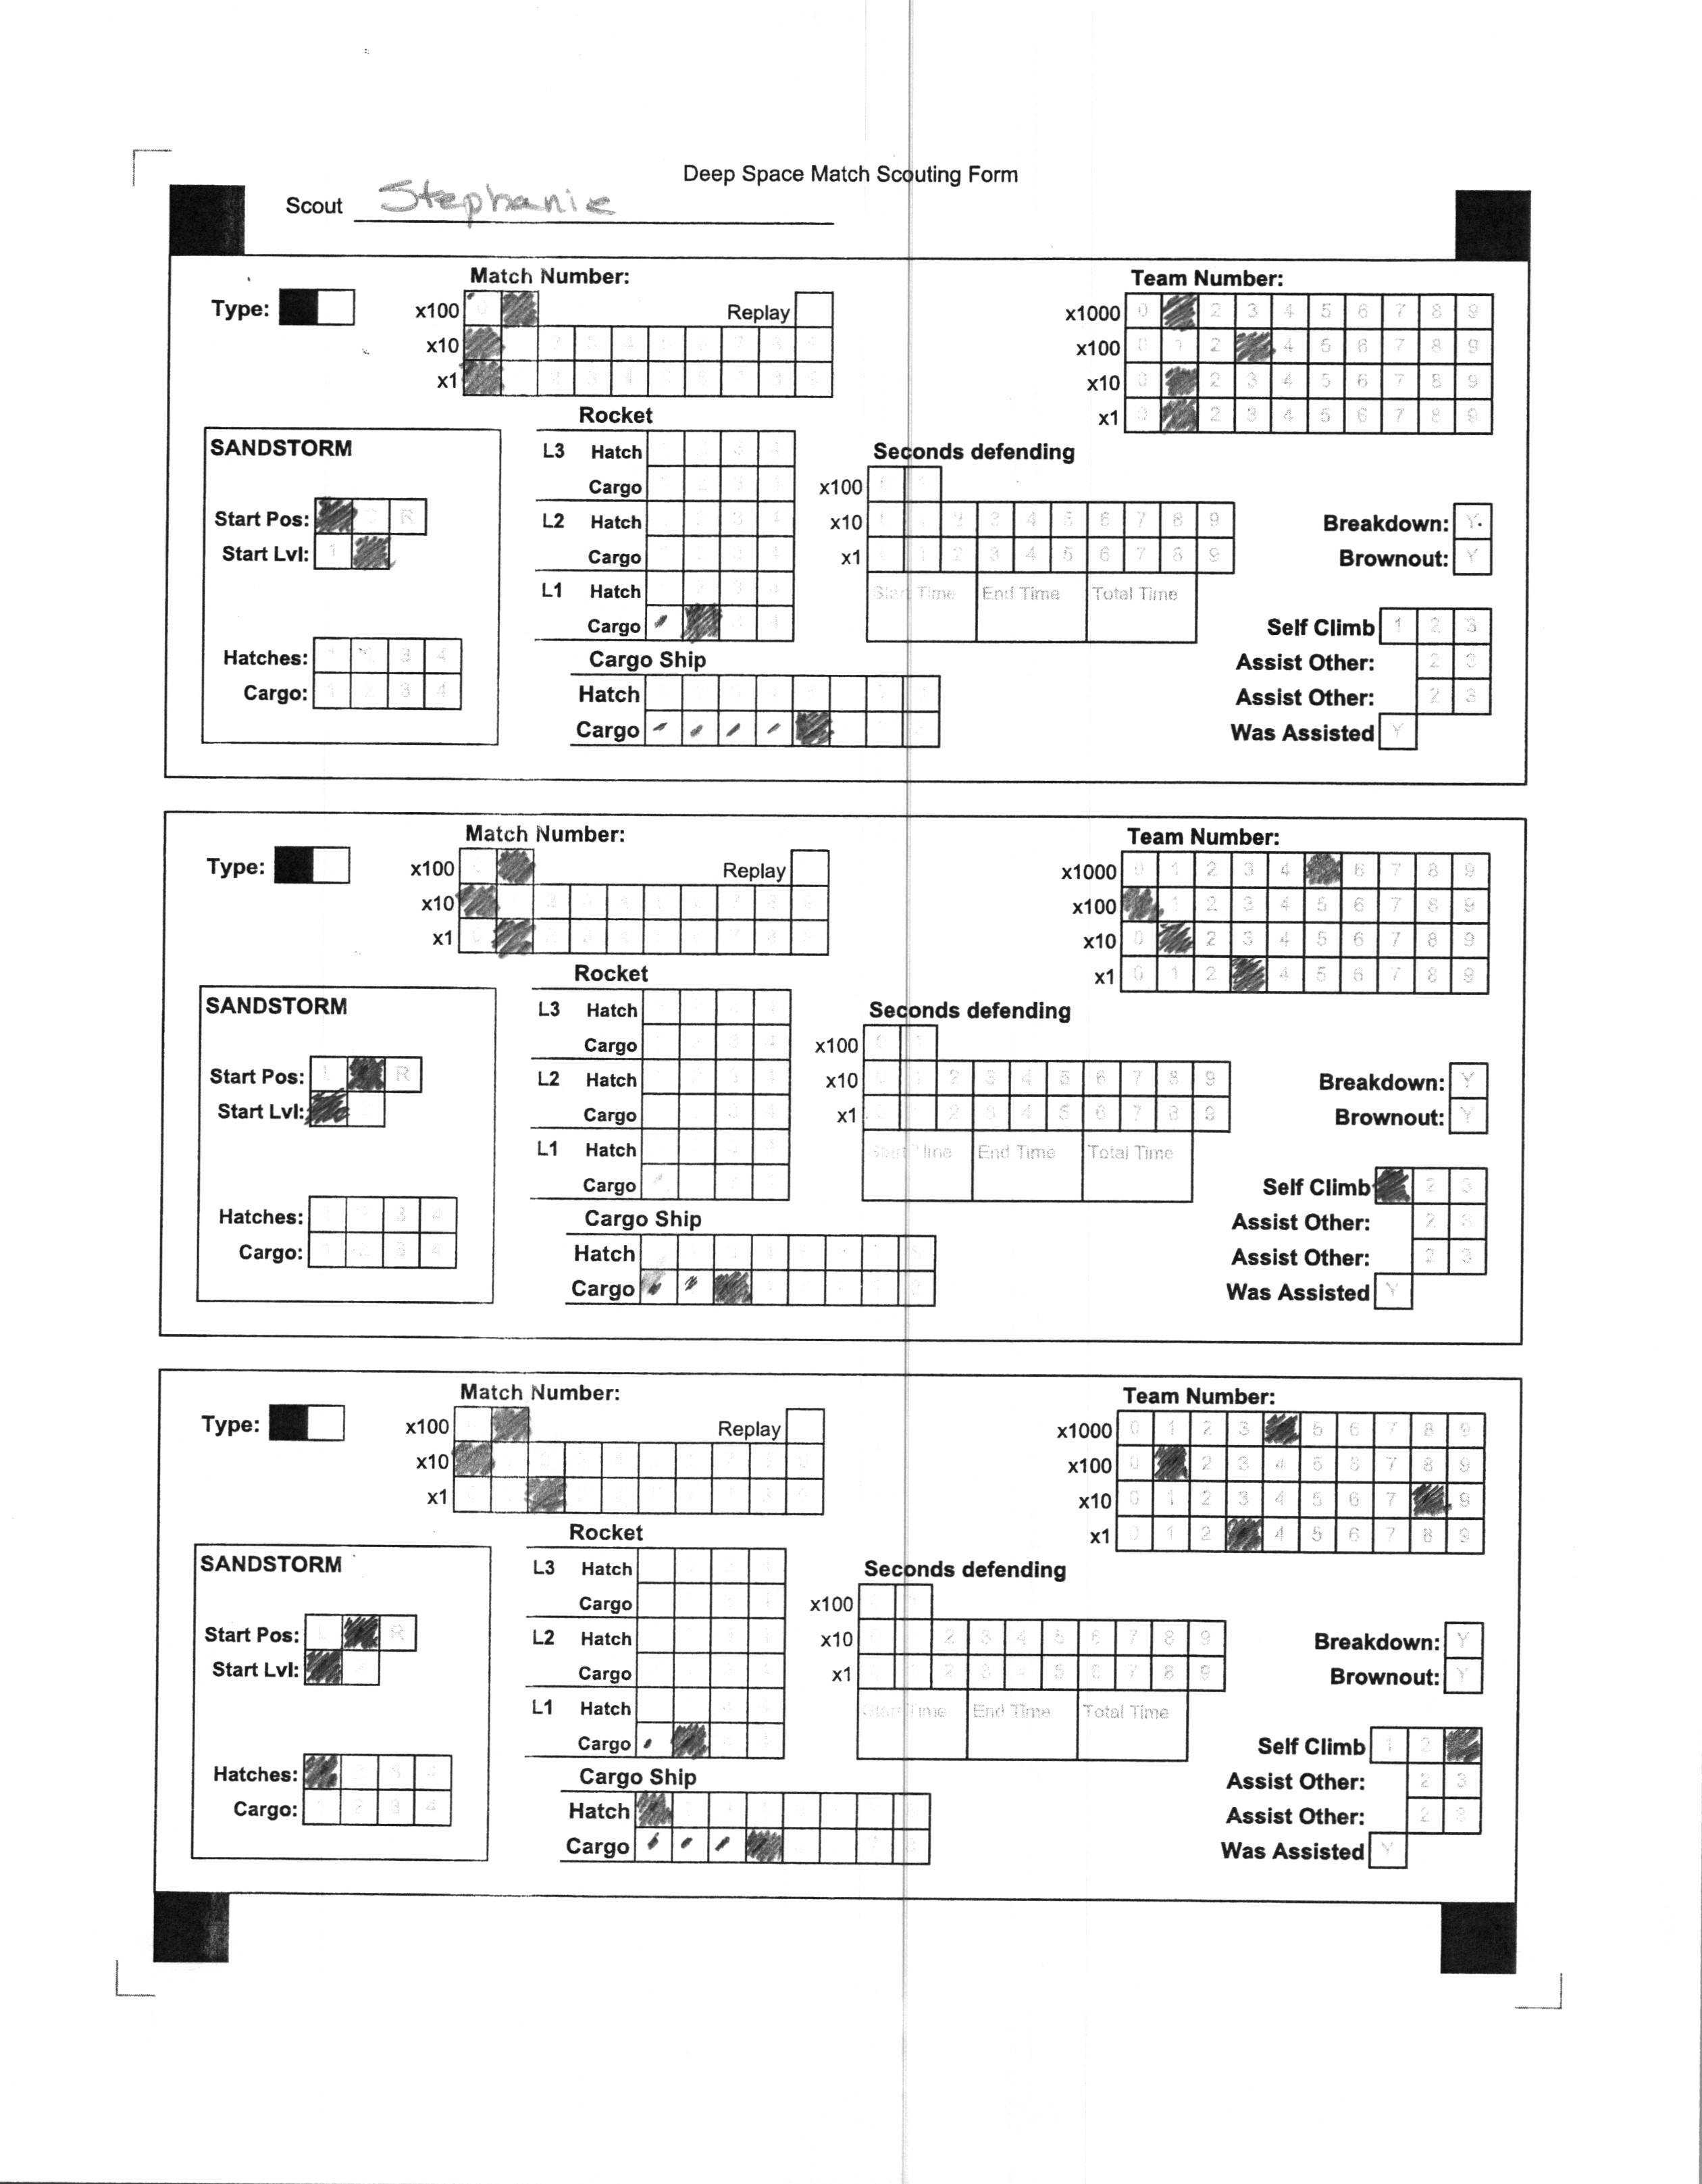 Deep Space Match Scouting Form
Scout Stephanie
Match Number:
Team Number:
Type:
x100
Replay
x10
x1
x1000 0 2 3 4 5 6 7 8 9
x100 0 1 2 4 5 6 7 8 9
x10 0 2 3 4 5 6 7 8 9
x1 0 2 3 4 5 6 7 8 9
Rocket
SANDSTORM
L3 Hatch
Cargo
L2 Hatch
Cargo
L1 Hatch
Cargo
Seconds defending
x100
x10 2 3 4 5 6 7 8 9
x1 2 3 4 5 6 7 8 9
Start Time End Time Total Time
Start Pos: R
Start Lvl: 1
Breakdown: Y
Brownout: Y
Hatches: 3 4
Cargo: 1 2 3 4
Cargo Ship
Hatch
Cargo
Self Climb 1 2 3
Assist Other: 2 3
Assist Other: 2 3
Was Assisted Y
Match Number:
Team Number:
Type:
x100
Replay
x10
x1
x1000 0 1 2 3 4 6 7 8 9
x100 1 2 3 4 5 6 7 8 9
x10 0 2 3 4 5 6 7 8 9
x1 0 1 2 4 5 6 7 8 9
Rocket
SANDSTORM
L3 Hatch
Cargo
L2 Hatch
Cargo
L1 Hatch
Cargo
Seconds defending
x100
x10 2 3 4 5 6 7 8 9
x1 2 3 4 5 6 7 8 9
Start Time End Time Total Time
Start Pos: L R
Start Lvl:
Breakdown: Y
Brownout: Y
Hatches: 3 4
Cargo: 2 3 4
Cargo Ship
Hatch
Cargo
Self Climb 2 3
Assist Other: 2 3
Assist Other: 2 3
Was Assisted Y
Match Number:
Team Number:
Type:
x100
Replay
x10
x1
x1000 0 1 2 3 5 6 7 8 9
x100 0 2 3 4 5 6 7 8 9
x10 0 1 2 3 4 5 6 7 9
x1 0 1 2 4 5 6 7 8 9
Rocket
SANDSTORM
L3 Hatch
Cargo
L2 Hatch
Cargo
L1 Hatch
Cargo
Seconds defending
x100
x10 2 3 4 5 6 7 8 9
x1 2 3 4 5 6 7 8 9
Start Time End Time Total Time
Start Pos: L R
Start Lvl:
Breakdown: Y
Brownout: Y
Hatches: 3 4
Cargo: 1 2 3 4
Cargo Ship
Hatch
Cargo
Self Climb 1 2
Assist Other: 2 3
Assist Other: 2 3
Was Assisted Y